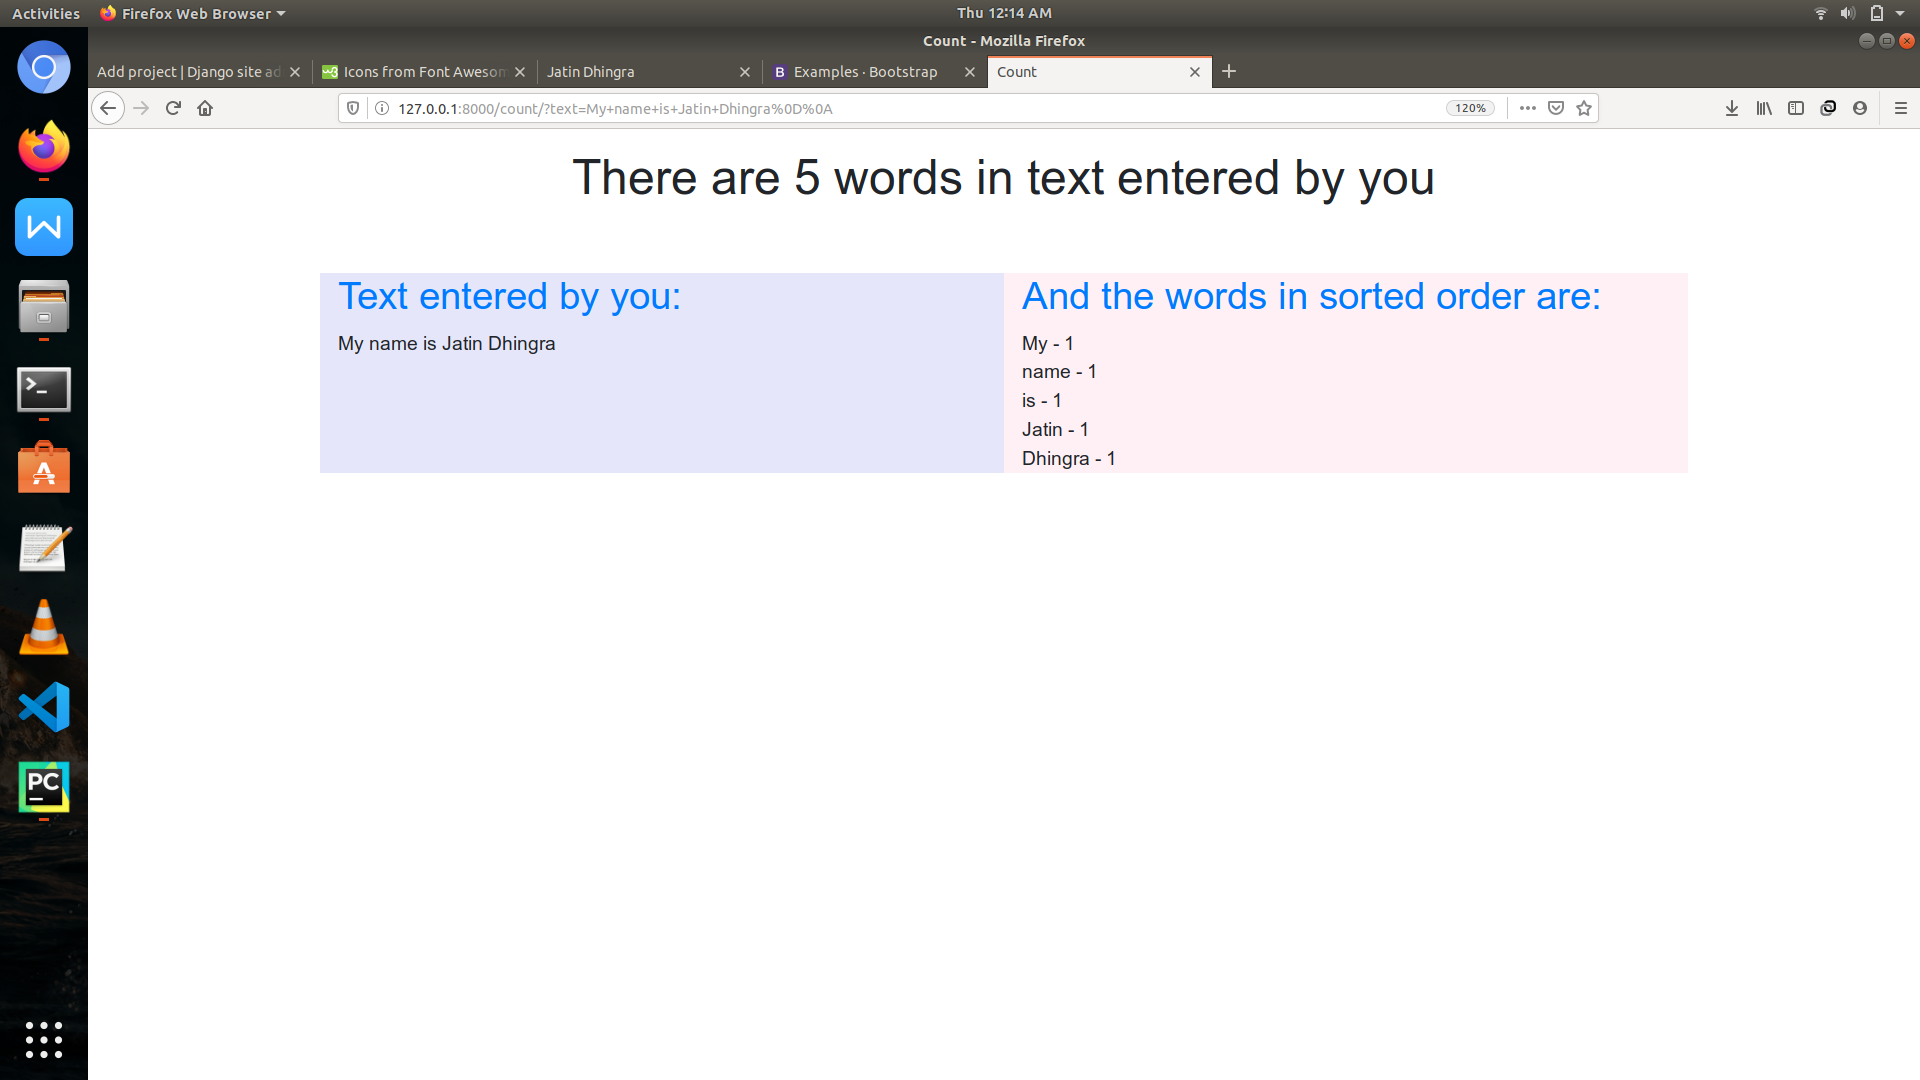 Activities Firefox Web Browser Thu 12:14 AM
Count - Mozilla Firefox
Add project | Django site ad Icons from Font Awesom Jatin Dhingra B Examples · Bootstrap Count
127.0.0.1:8000/count/?text=My+name+is+Jatin+Dhingra%0D%0A 120%
There are 5 words in text entered by you
Text entered by you:
My name is Jatin Dhingra
And the words in sorted order are:
My - 1
name - 1
is - 1
Jatin - 1
Dhingra - 1
PC